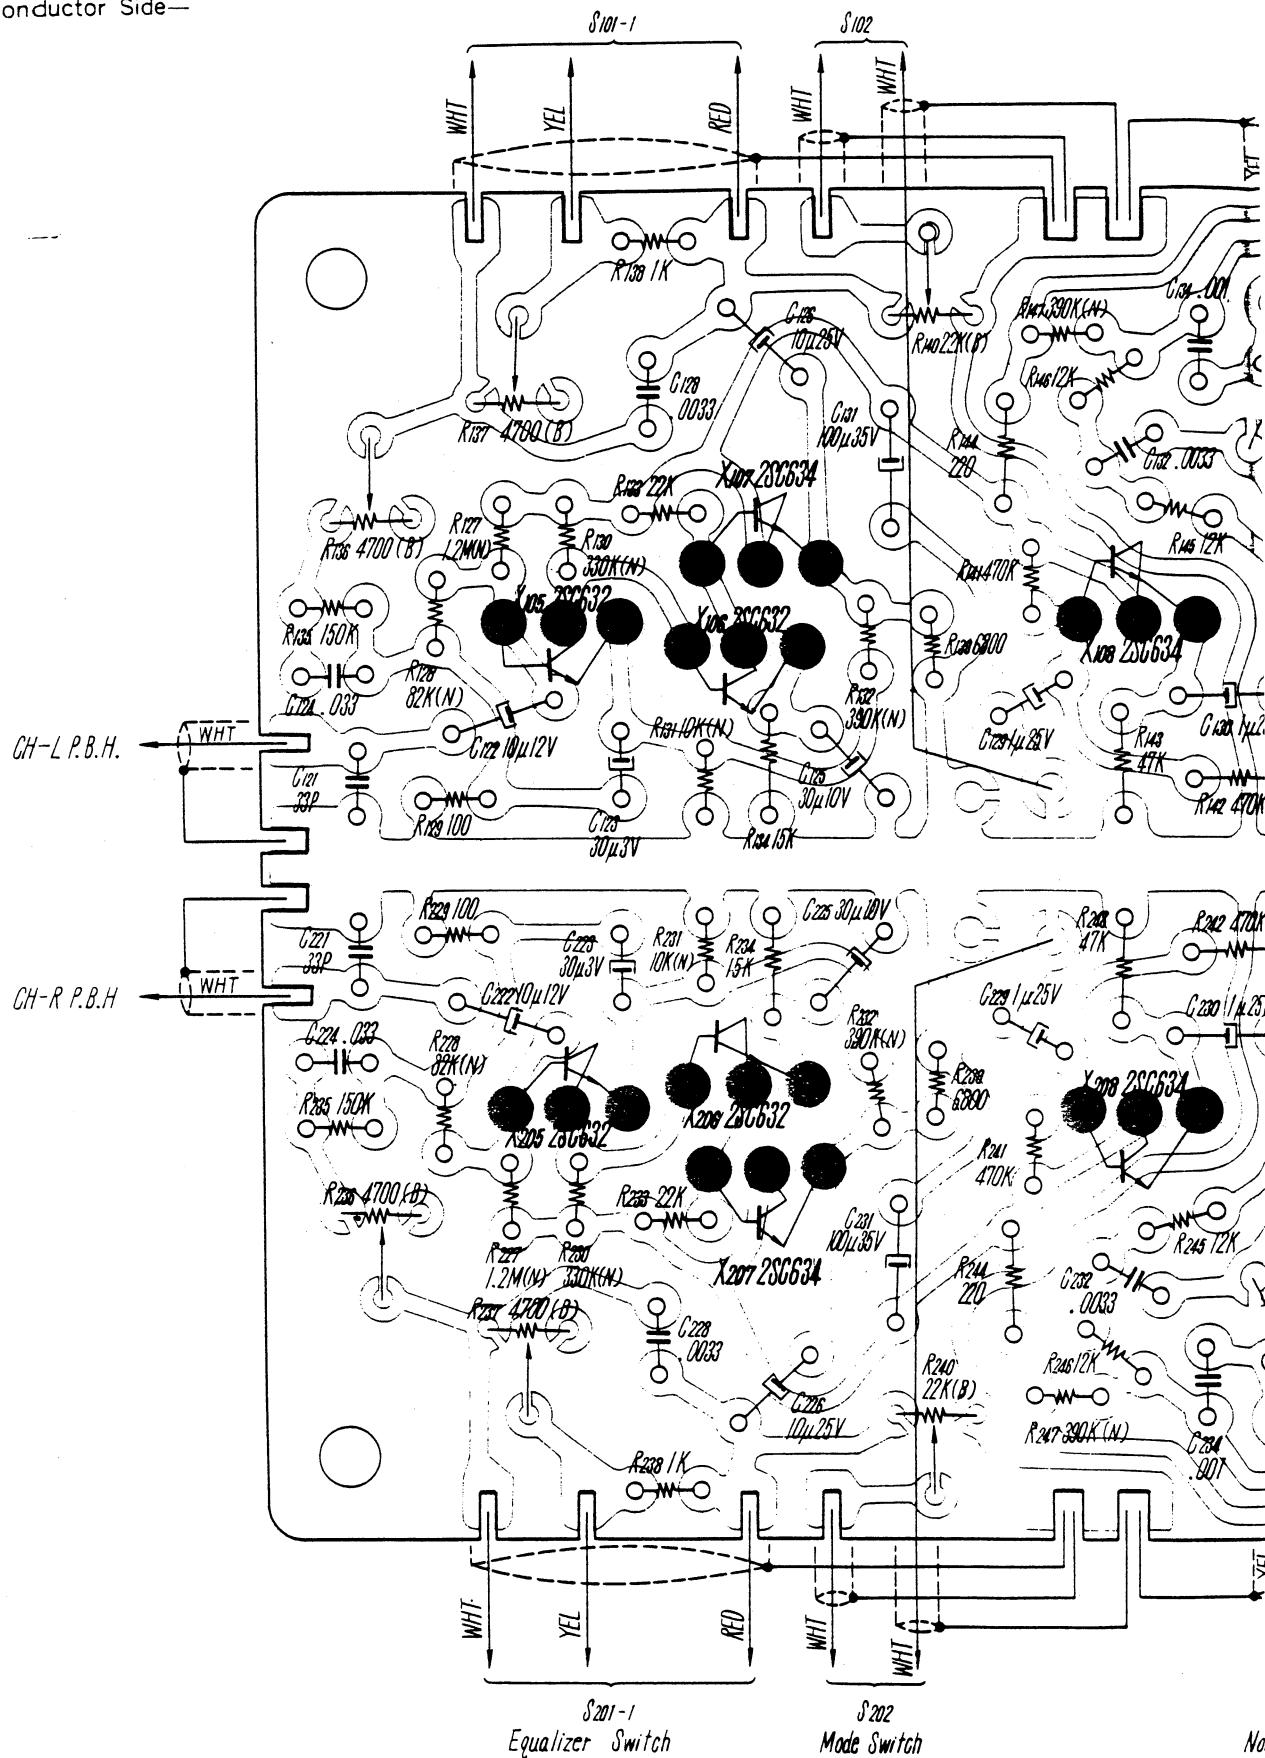 onductor Side—
S101-1
S102
WHT
YEL
RED
WHT
WHT
R138 1K
C126
10μ25V
R140 22K(B)
R147 390K(N)
C134 .001
R146 12K
C128
.0033
R137 4700(B)
C131
100μ35V
R144
220
C132 .0033
X107 2SC634
R133 22K
R136 4700(B)
R127
1.2M(N)
R130
330K(N)
R145 12K
R141 470K
X105 2SC632
X106 2SC632
R135 150K
R139 6800
X108 2SC634
R128
82K(N)
R132
390K(N)
C124 .033
CH-L P.B.H.
WHT
C122 10μ12V
R131 10K(N)
C129 1μ25V
R143
47K
C130 1μ2
C121
33P
C125
30μ10V
R142 470K
R129 100
C123
30μ3V
R134 15K
R229 100
C221
33P
C223
30μ3V
R231
10K(N)
R234
15K
C225 30μ10V
R243
47K
R242 470K
CH-R P.B.H
WHT
C222 10μ12V
C229 1μ25V
C230 1μ25
C224 .033
R228
82K(N)
R232
390K(N)
R239
6800
X208 2SC634
R235 150K
X205 2SC632
X206 2SC632
R241
470K
R236 4700(B)
R233 22K
C231
100μ35V
R245 12K
R227
1.2M(N)
R230
330K(N)
X207 2SC634
R244
220
C232
.0033
R237 4700(B)
C228
.0033
R240
22K(B)
R246 12K
C226
10μ25V
R247 390K(N)
C234
.001
R238 1K
WHT
YEL
RED
WHT
WHT
YEL
S201-1
Equalizer Switch
S202
Mode Switch
No